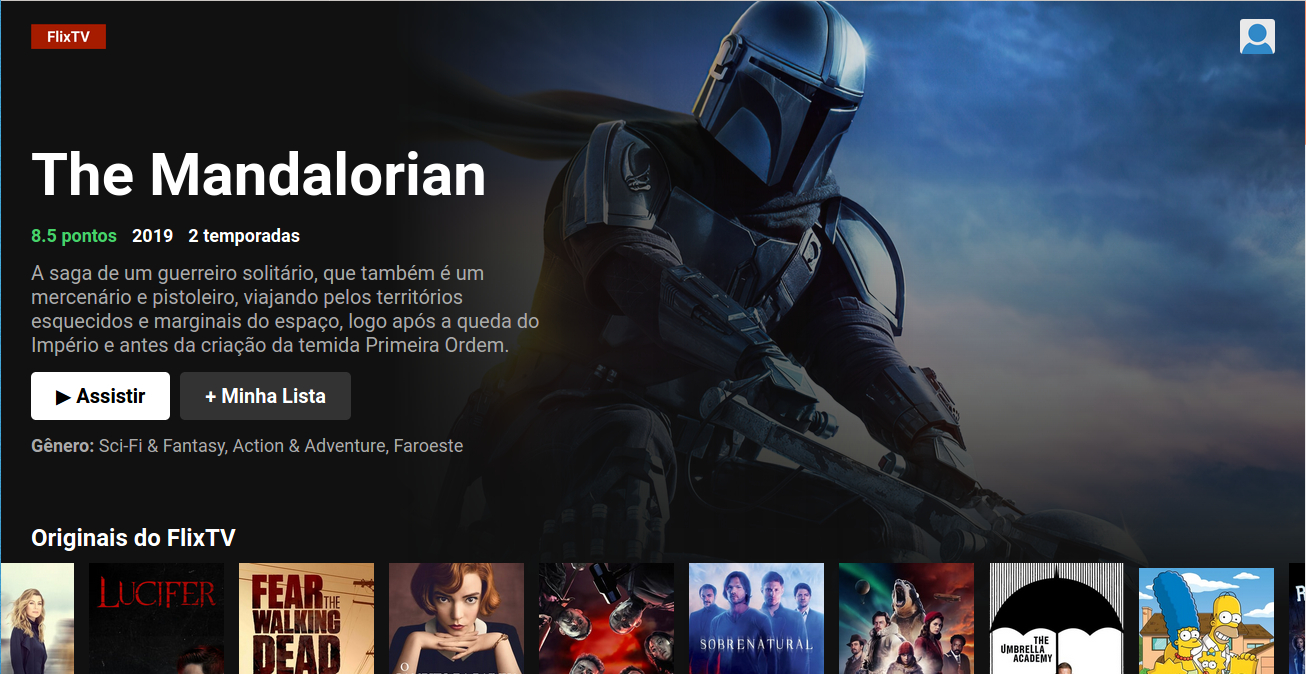 FlixTV
The Mandalorian
8.5 pontos 2019 2 temporadas
A saga de um guerreiro solitário, que também é um
mercenário e pistoleiro, viajando pelos territórios
esquecidos e marginais do espaço, logo após a queda do
Império e antes da criação da temida Primeira Ordem.
▶ Assistir
+ Minha Lista
Gênero: Sci-Fi & Fantasy, Action & Adventure, Faroeste
Originais do FlixTV
LUCIFER
FEAR THE
WALKING
DEAD
O
SOBRENATURAL
THE
UMBRELLA
ACADEMY